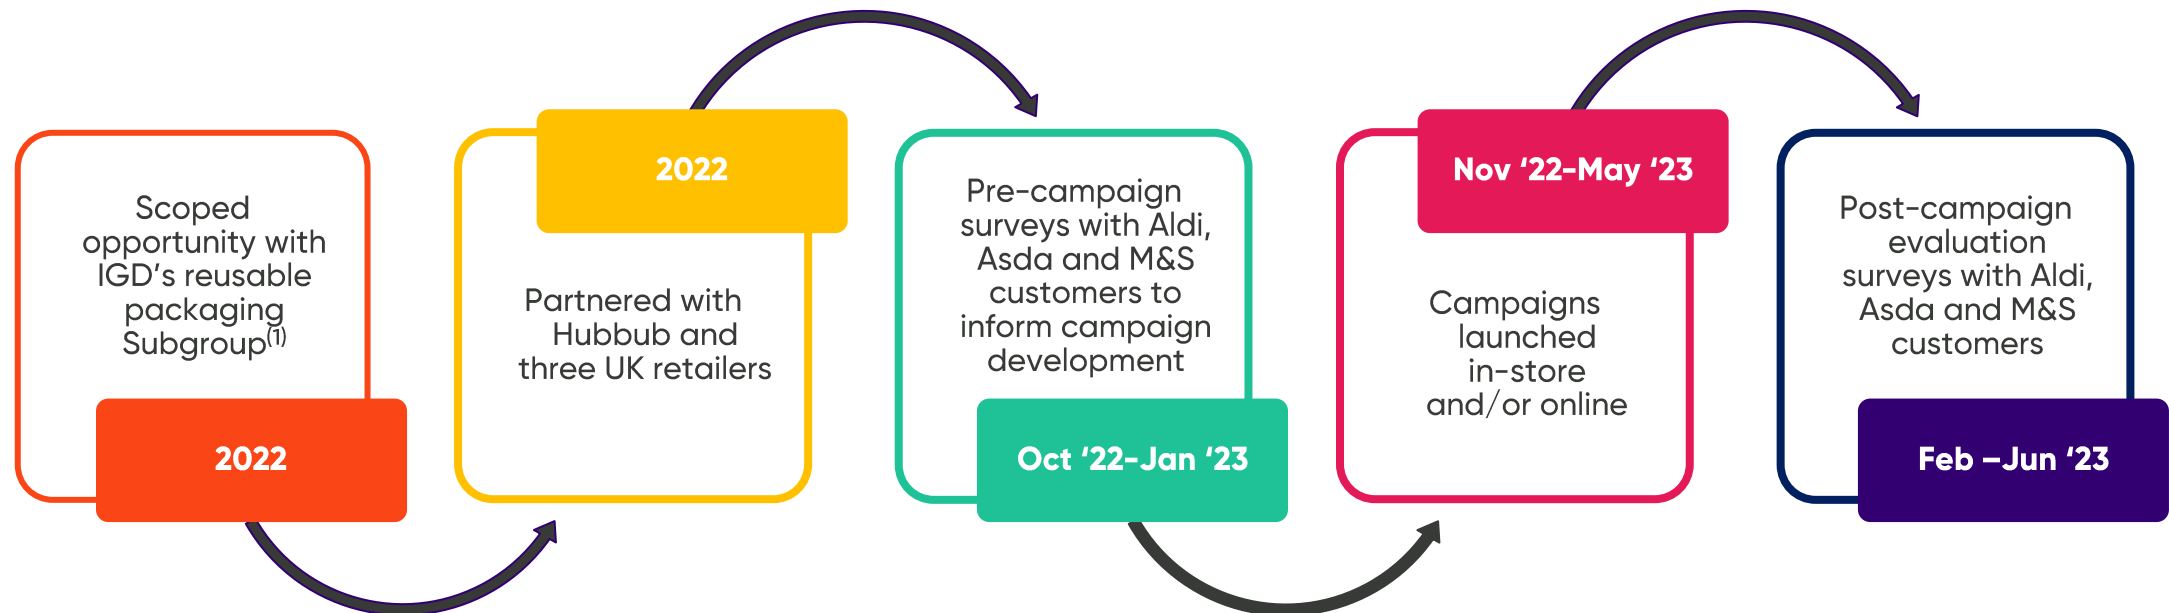 Scoped
opportunity with
IGD’s reusable
packaging
Subgroup(1)
2022
2022
Partnered with
Hubbub and
three UK retailers
Pre-campaign
surveys with Aldi,
Asda and M&S
customers to
inform campaign
development
Oct ‘22-Jan ‘23
Nov ‘22-May ‘23
Campaigns
launched
in-store
and/or online
Post-campaign
evaluation
surveys with Aldi,
Asda and M&S
customers
Feb –Jun ‘23